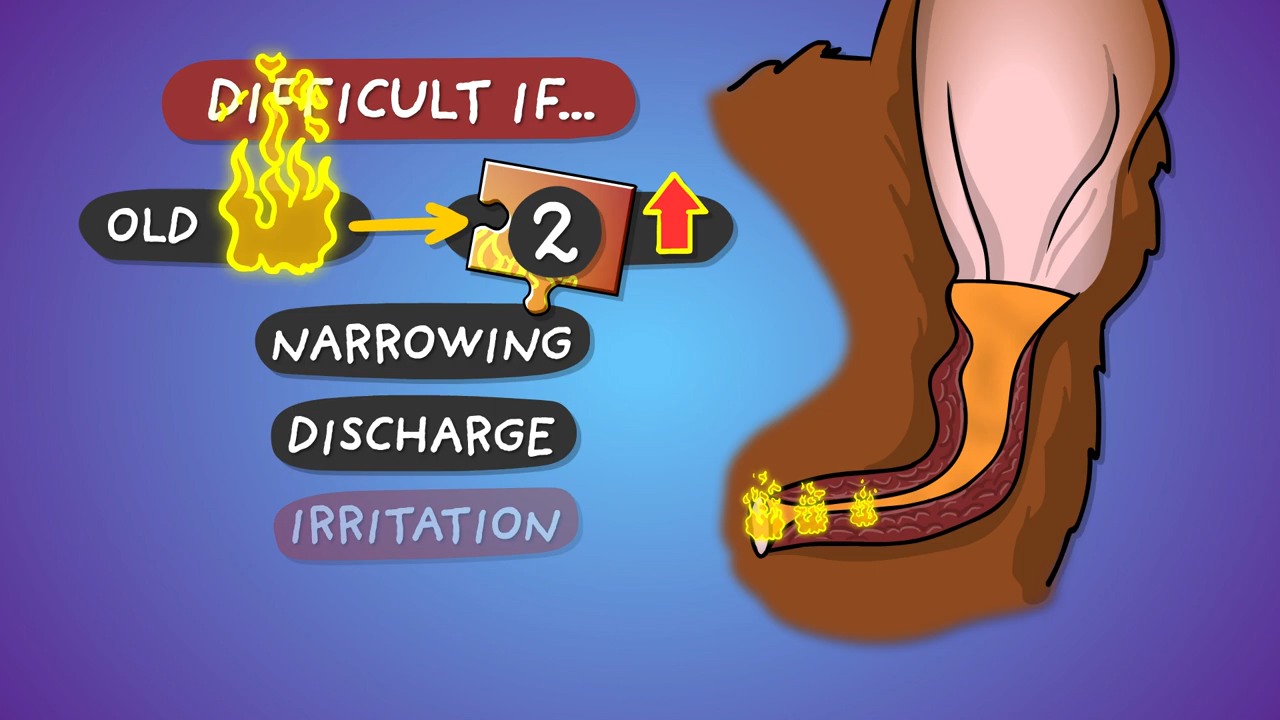 DIFFICULT IF...
OLD
2
NARROWING
DISCHARGE
IRRITATION